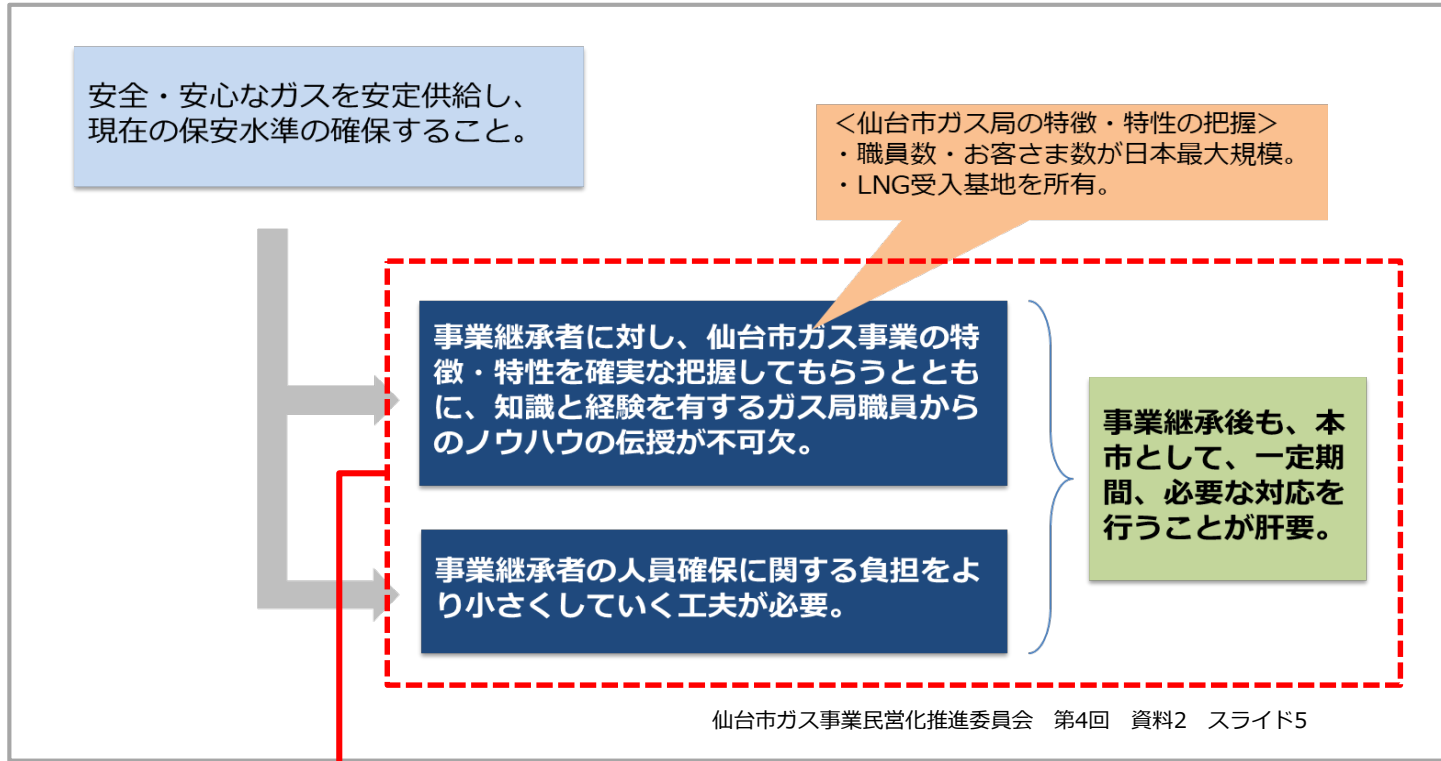 安全・安心なガスを安定供給し、
現在の保安水準の確保すること。
＜仙台市ガス局の特徴・特性の把握＞
・職員数・お客さま数が日本最大規模。
・LNG受入基地を所有。
事業継承者に対し、仙台市ガス事業の特
徴・特性を確実な把握してもらうととも
に、知識と経験を有するガス局職員から
のノウハウの伝授が不可欠。
事業継承者の人員確保に関する負担をよ
り小さくしていく工夫が必要。
事業継承後も、本
市として、一定期
間、必要な対応を
行うことが肝要。
仙台市ガス事業民営化推進委員会　第4回　資料2　スライド5